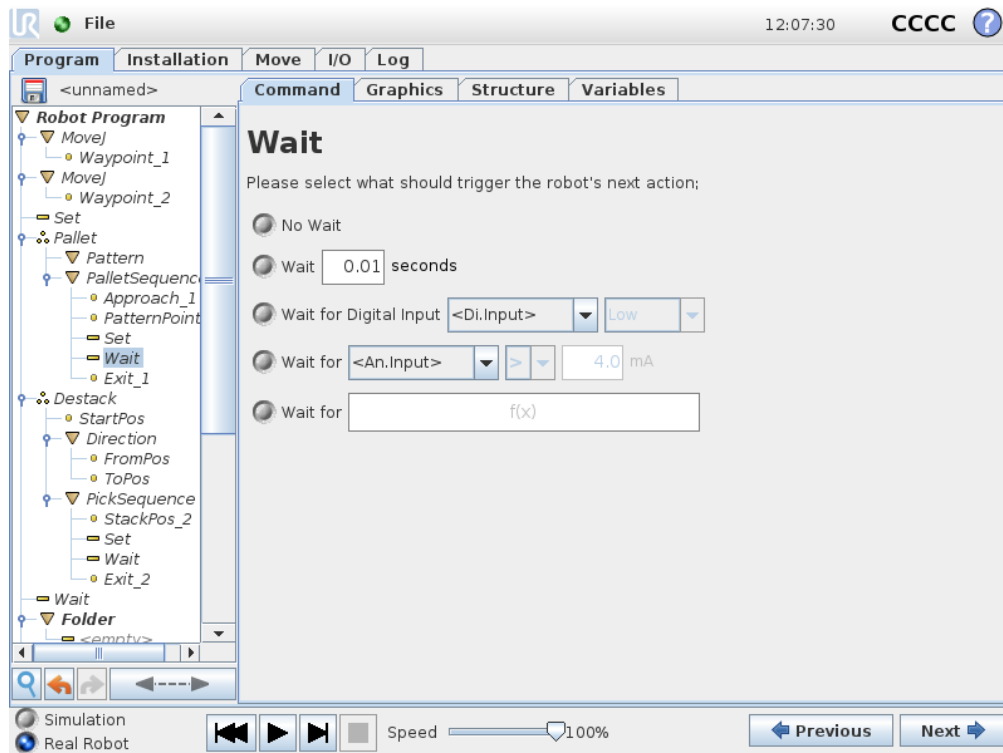 UR File 12:07:30 CCCC ?
Program Installation Move I/O Log
<unnamed>
Command Graphics Structure Variables
Robot Program
MoveJ
Waypoint_1
MoveJ
Waypoint_2
Set
Pallet
Pattern
PalletSequenc
Approach_1
PatternPoint
Set
Wait
Exit_1
Destack
StartPos
Direction
FromPos
ToPos
PickSequence
StackPos_2
Set
Wait
Exit_2
Wait
Folder
<empty>
Wait
Please select what should trigger the robot's next action;
No Wait
Wait 0.01 seconds
Wait for Digital Input <Di.Input> Low
Wait for <An.Input> > 4.0 mA
Wait for f(x)
Simulation
Real Robot
Speed 100%
Previous Next